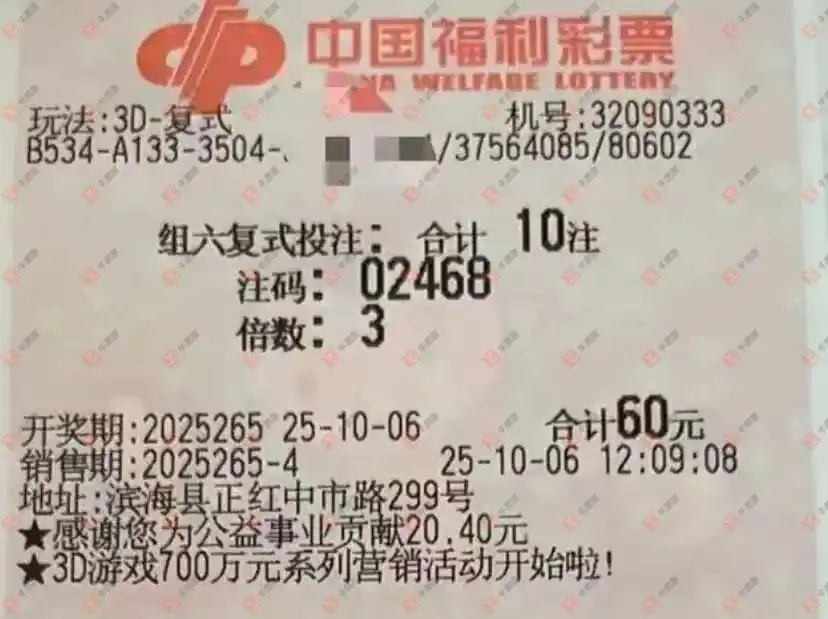 中国福利彩票
NA WELFARE LOTTERY
玩法:3D-复式 机号:32090333
B534-A133-3504- /37564085/80602
组六复式投注: 合计 10注
注码: 02468
倍数: 3
开奖期:2025265 25-10-06 合计60元
销售期:2025265-4 25-10-06 12:09:08
地址:滨海县正红中市路299号
★感谢您为公益事业贡献20.40元
★3D游戏700万元系列营销活动开始啦!